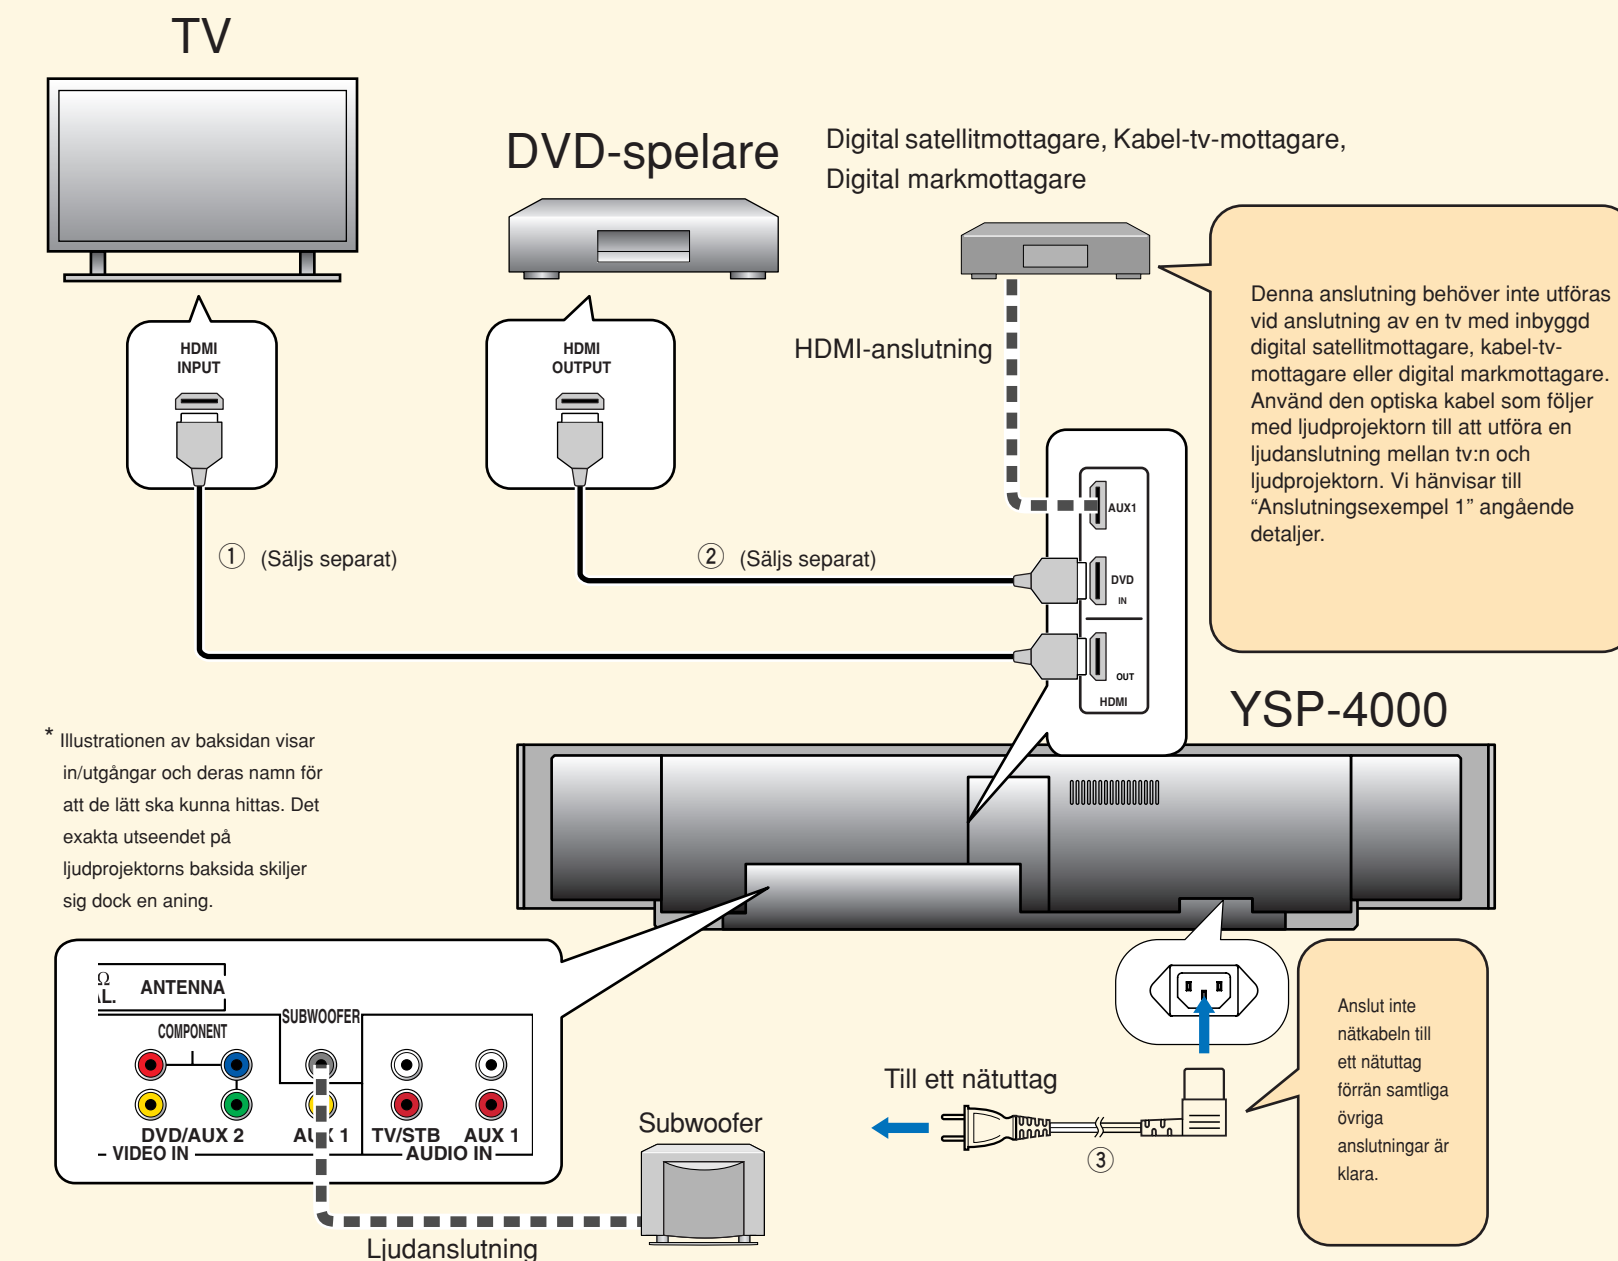 TV
DVD-spelare
Digital satellitmottagare, Kabel-tv-mottagare,
Digital markmottagare
HDMI
INPUT
HDMI
OUTPUT
HDMI-anslutning
Denna anslutning behöver inte utföras
vid anslutning av en tv med inbyggd
digital satellitmottagare, kabel-tv-
mottagare eller digital markmottagare.
Använd den optiska kabel som följer
med ljudprojektorn till att utföra en
ljudanslutning mellan tv:n och
ljudprojektorn. Vi hänvisar till
“Anslutningsexempel 1” angående
detaljer.
AUX1
① (Säljs separat)
② (Säljs separat)
DVD
IN
OUT
HDMI
YSP-4000
* Illustrationen av baksidan visar
in/utgångar och deras namn för
att de lätt ska kunna hittas. Det
exakta utseendet på
ljudprojektorns baksida skiljer
sig dock en aning.
Ω
AL.
ANTENNA
COMPONENT
SUBWOOFER
DVD/AUX 2
AUX 1
TV/STB
AUX 1
VIDEO IN
AUDIO IN
Subwoofer
Ljudanslutning
Till ett nätuttag
③
Anslut inte
nätkabeln till
ett nätuttag
förrän samtliga
övriga
anslutningar är
klara.